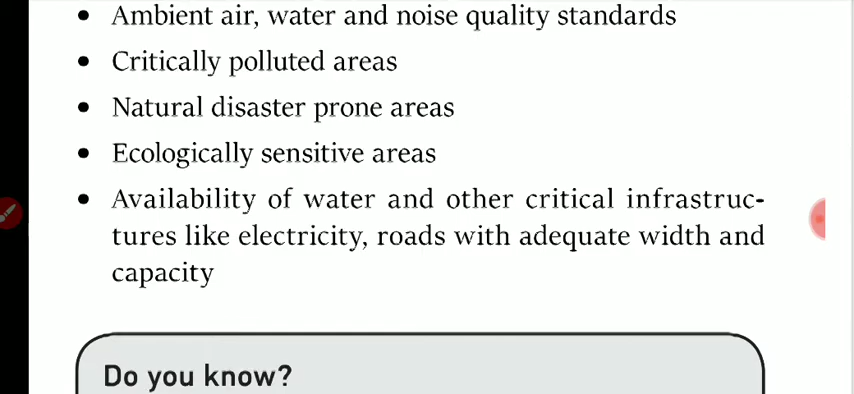 • Ambient air, water and noise quality standards
• Critically polluted areas
• Natural disaster prone areas
• Ecologically sensitive areas
• Availability of water and other critical infrastruc-
tures like electricity, roads with adequate width and
capacity
Do you know?